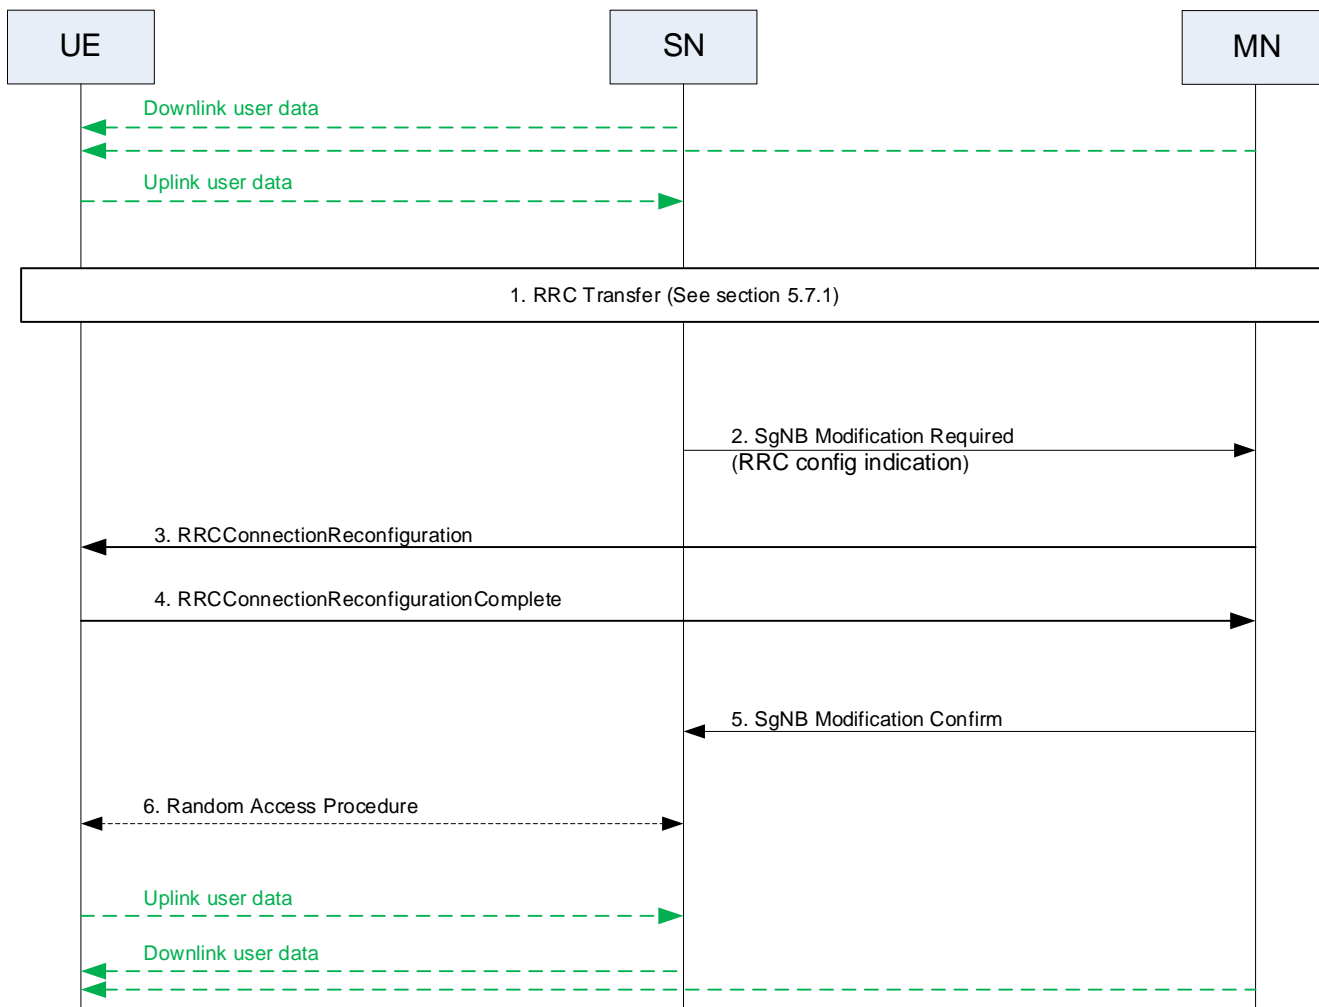 UE
SN
MN
Downlink user data
Uplink user data
1. RRC Transfer (See section 5.7.1)
2. SgNB Modification Required
(RRC config indication)
3. RRCConnectionReconfiguration
4. RRCConnectionReconfigurationComplete
5. SgNB Modification Confirm
6. Random Access Procedure
Uplink user data
Downlink user data